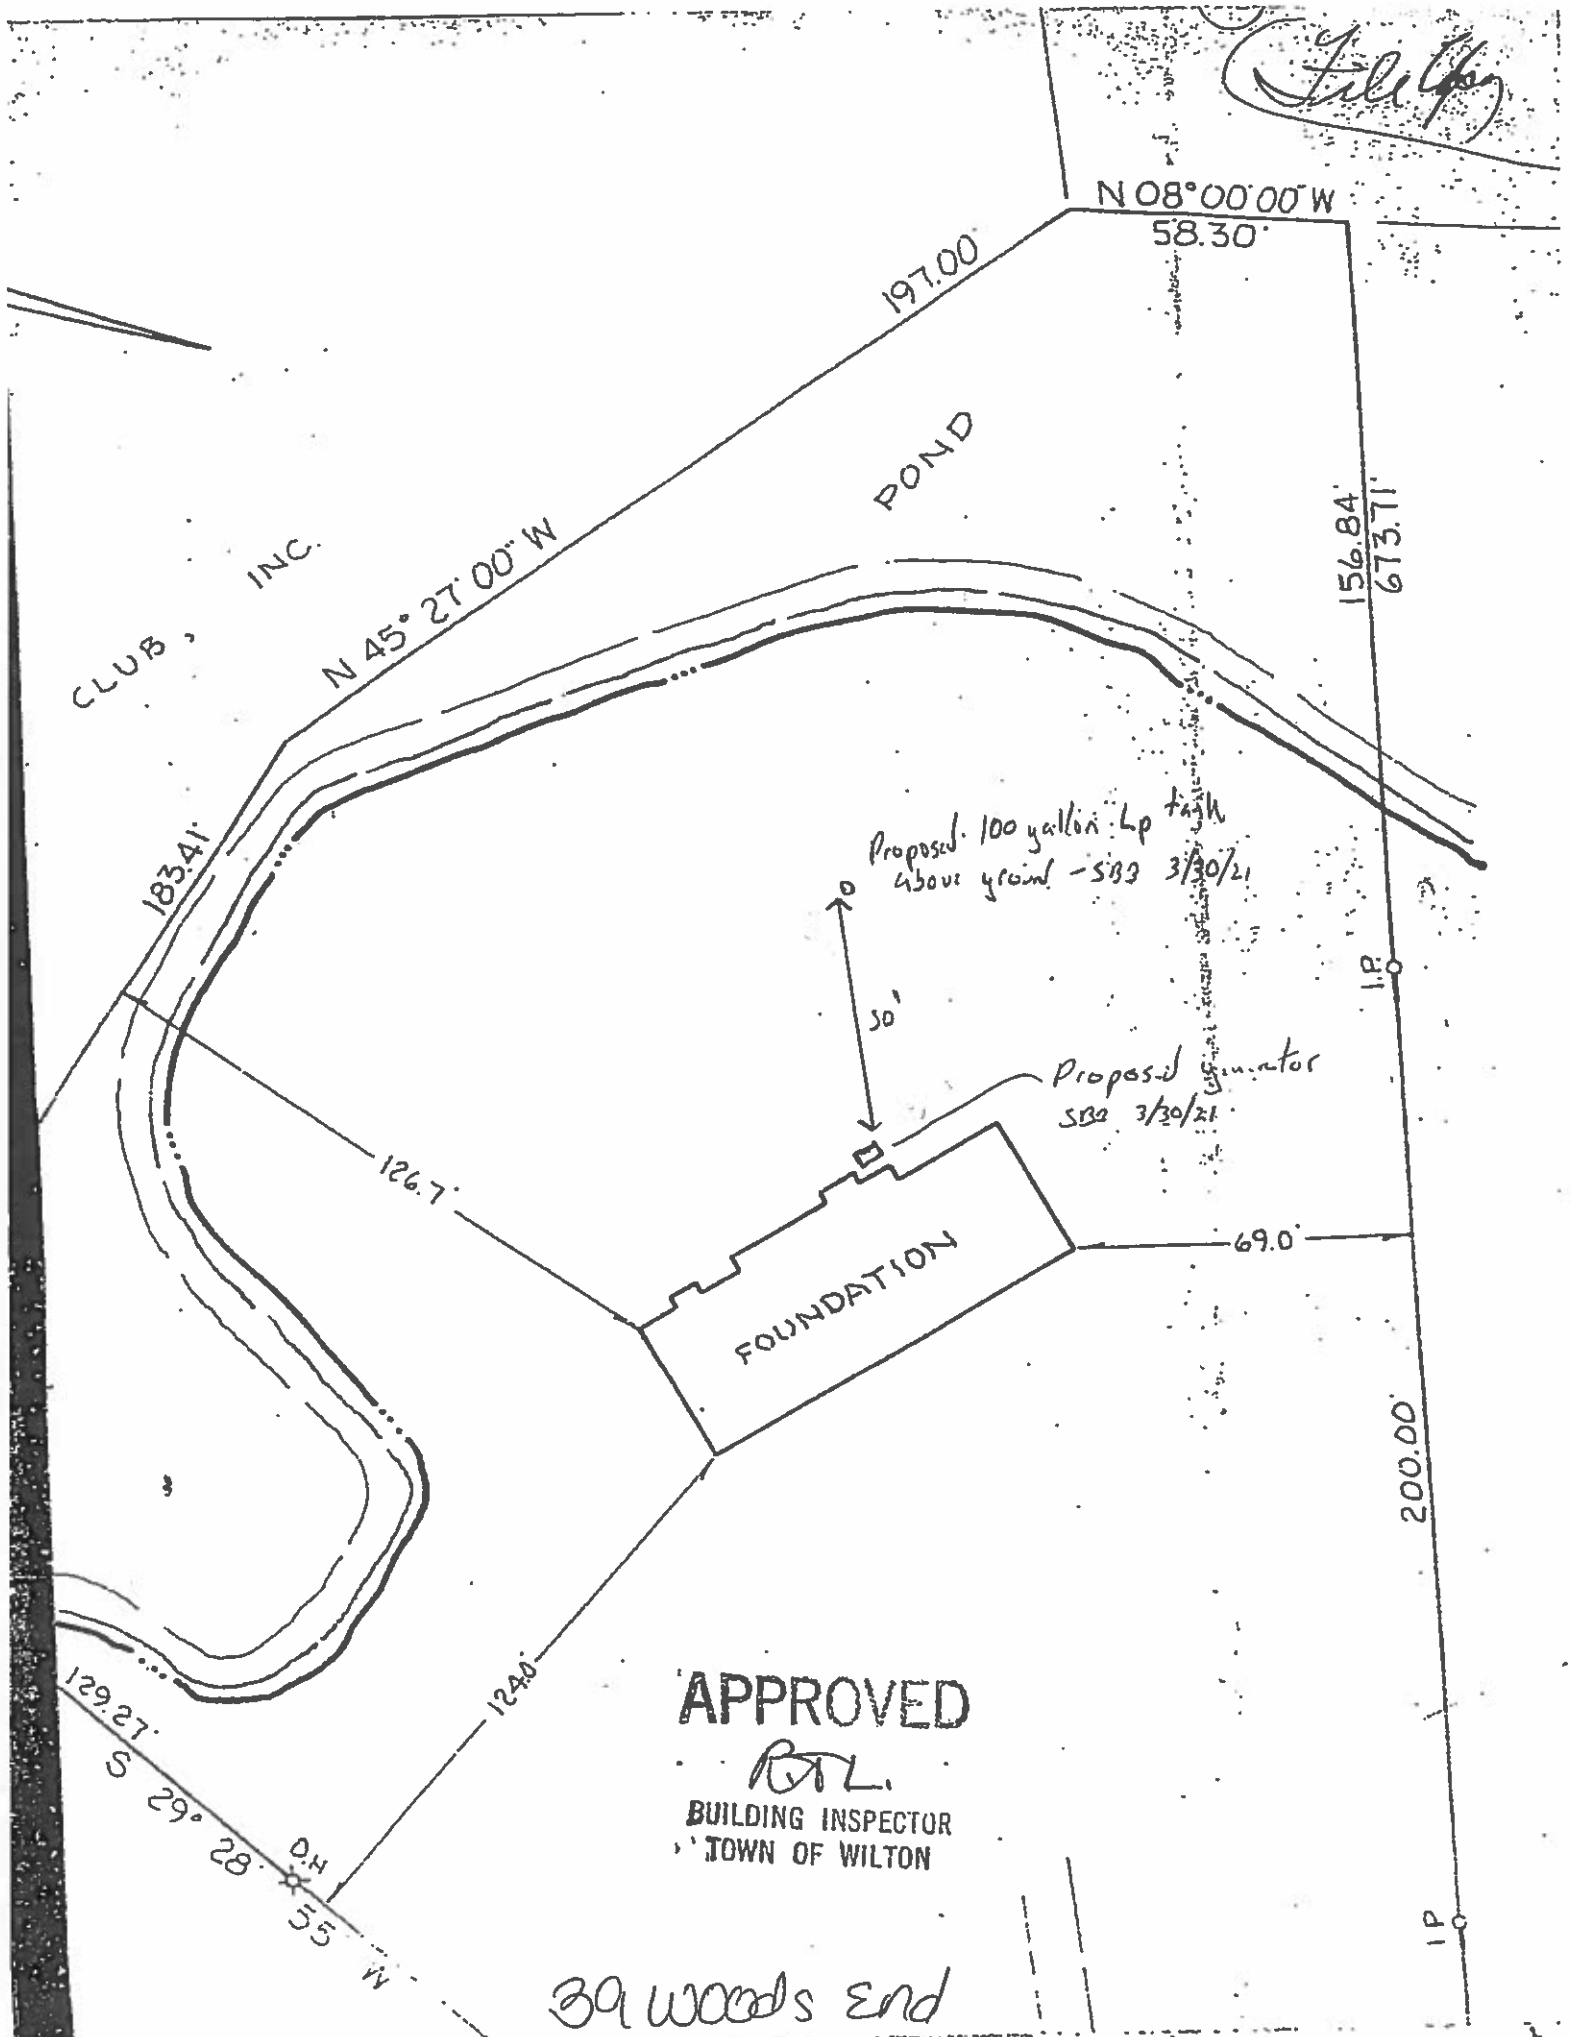 File Copy
N 08° 00' 00" W
58.30'
197.00
POND
156.84'
673.71'
INC.
CLUB,
N 45° 27' 00" W
183.41'
Proposed 100 gallon Lp tank
above ground - SBB 3/30/21
I.P.
30'
Proposed generator
SBB 3/30/21
126.7'
69.0'
FOUNDATION
200.00'
124.0'
129.27'
S 29° 28' 55 W
D.H
APPROVED
BUILDING INSPECTOR
TOWN OF WILTON
I P
39 Woods End